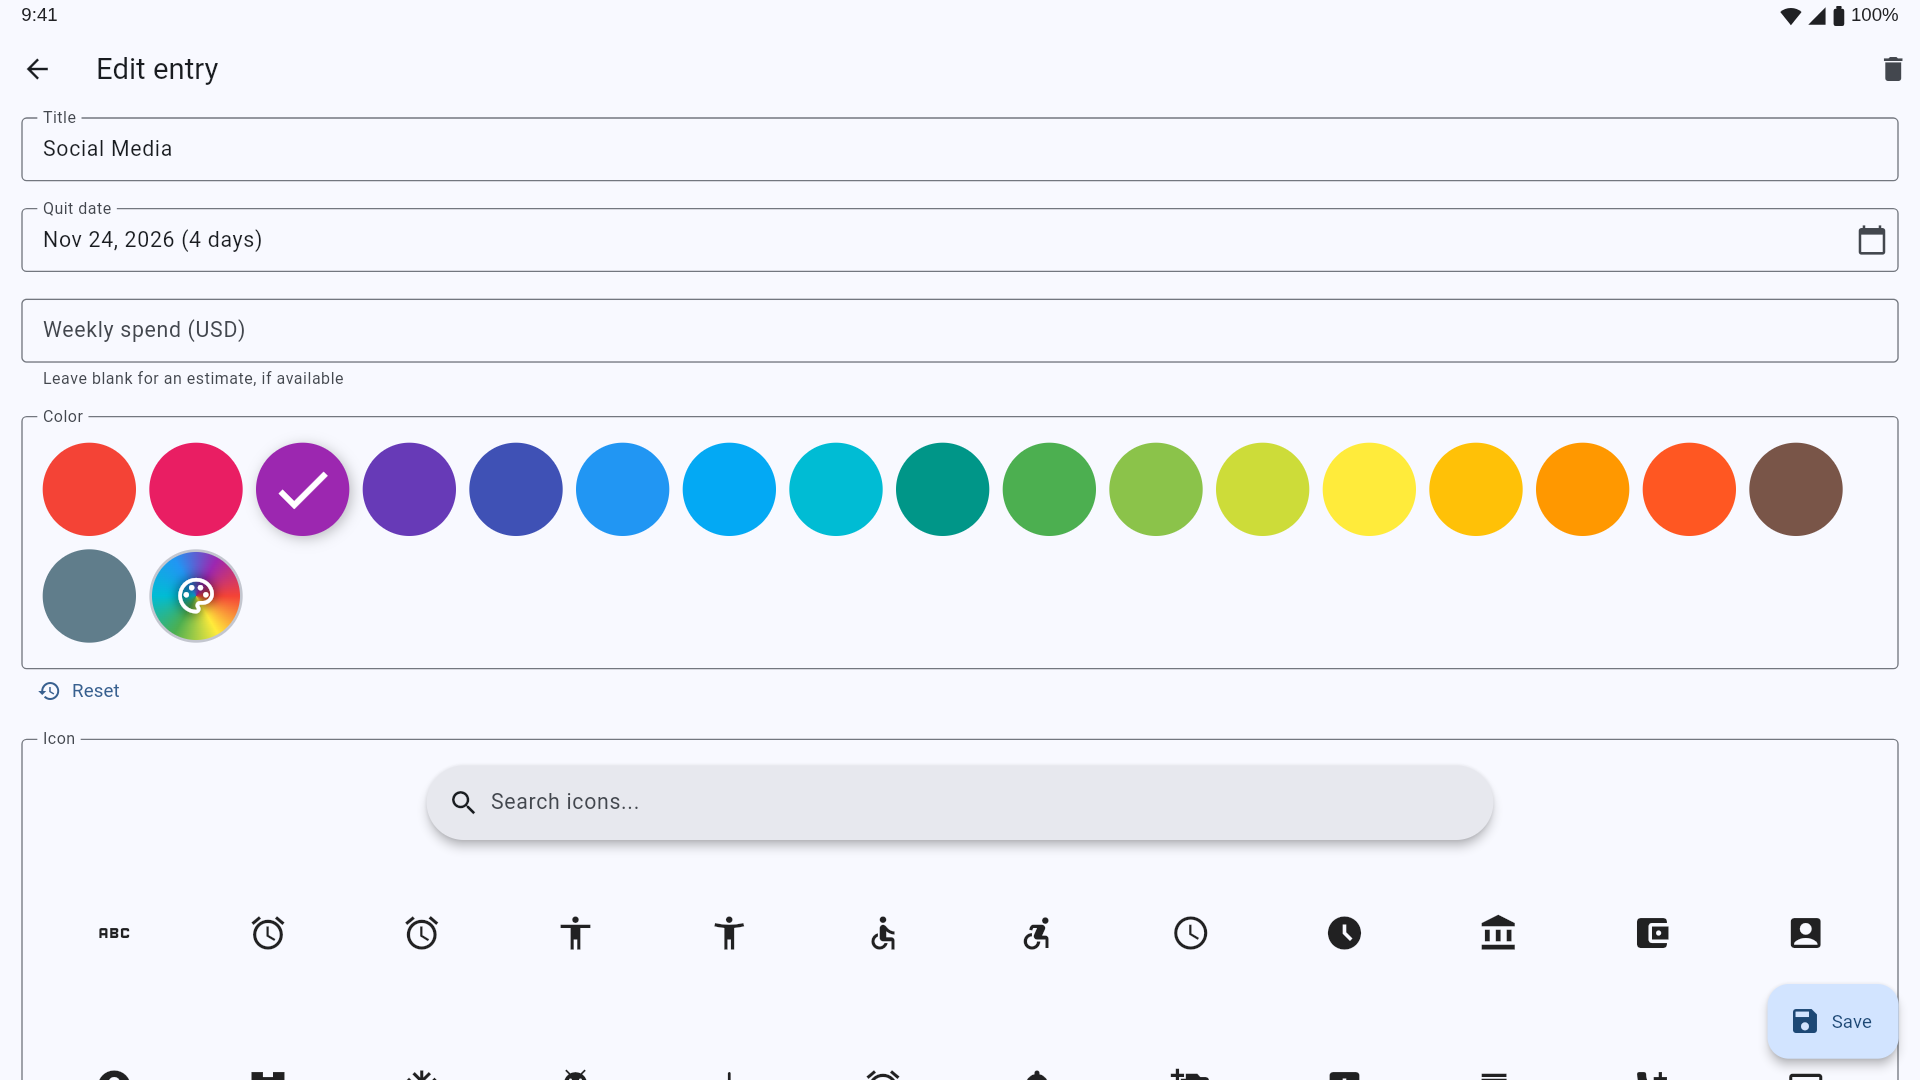 9:41
100%
Edit entry
Title
Social Media
Quit date
Nov 24, 2026 (4 days)
Weekly spend (USD)
Leave blank for an estimate, if available
Color
Reset
Icon
Search icons...
ABC
Save